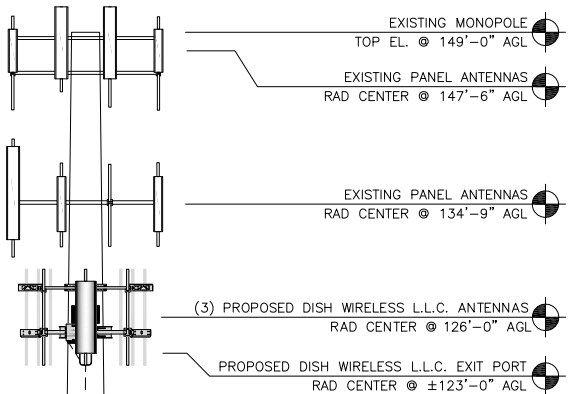 EXISTING MONOPOLE
TOP EL. @ 149'-0" AGL
EXISTING PANEL ANTENNAS
RAD CENTER @ 147'-6" AGL
EXISTING PANEL ANTENNAS
RAD CENTER @ 134'-9" AGL
(3) PROPOSED DISH WIRELESS L.L.C. ANTENNAS
RAD CENTER @ 126'-0" AGL
PROPOSED DISH WIRELESS L.L.C. EXIT PORT
RAD CENTER @ ±123'-0" AGL